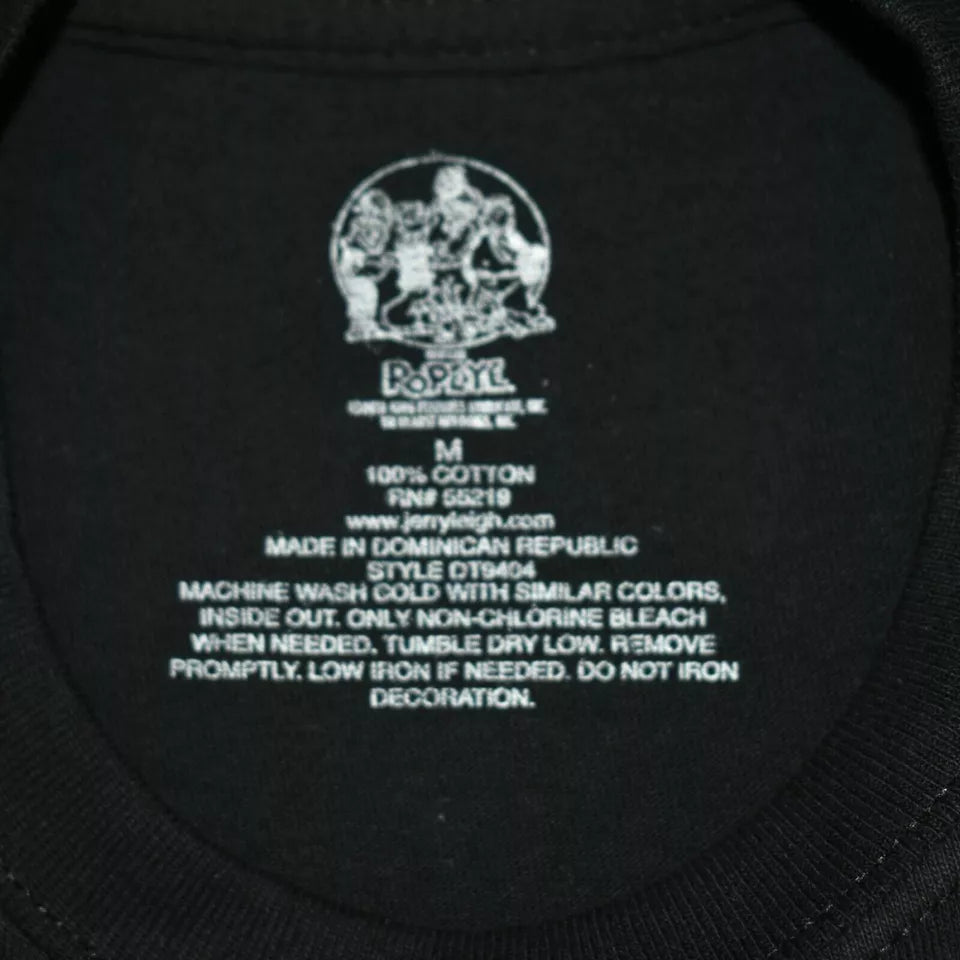 POPEYE
M
100% COTTON
RN# 55219
www.jerryleigh.com
MADE IN DOMINICAN REPUBLIC
STYLE DT9404
MACHINE WASH COLD WITH SIMILAR COLORS,
INSIDE OUT. ONLY NON-CHLORINE BLEACH
WHEN NEEDED. TUMBLE DRY LOW. REMOVE
PROMPTLY. LOW IRON IF NEEDED. DO NOT IRON
DECORATION.